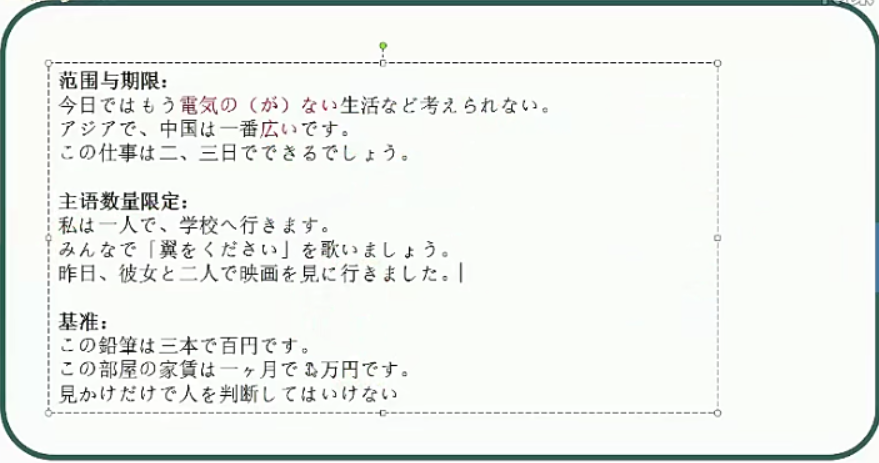 范围与期限：
今日ではもう電気の（が）ない生活など考えられない。
アジアで、中国は一番広いです。
この仕事は二、三日でできるでしょう。
主语数量限定：
私は一人で、学校へ行きます。
みんなで「翼をください」を歌いましょう。
昨日、彼女と二人で映画を見に行きました。
基准：
この鉛筆は三本で百円です。
この部屋の家賃は一ヶ月で万円です。
見かけだけで人を判断してはいけない